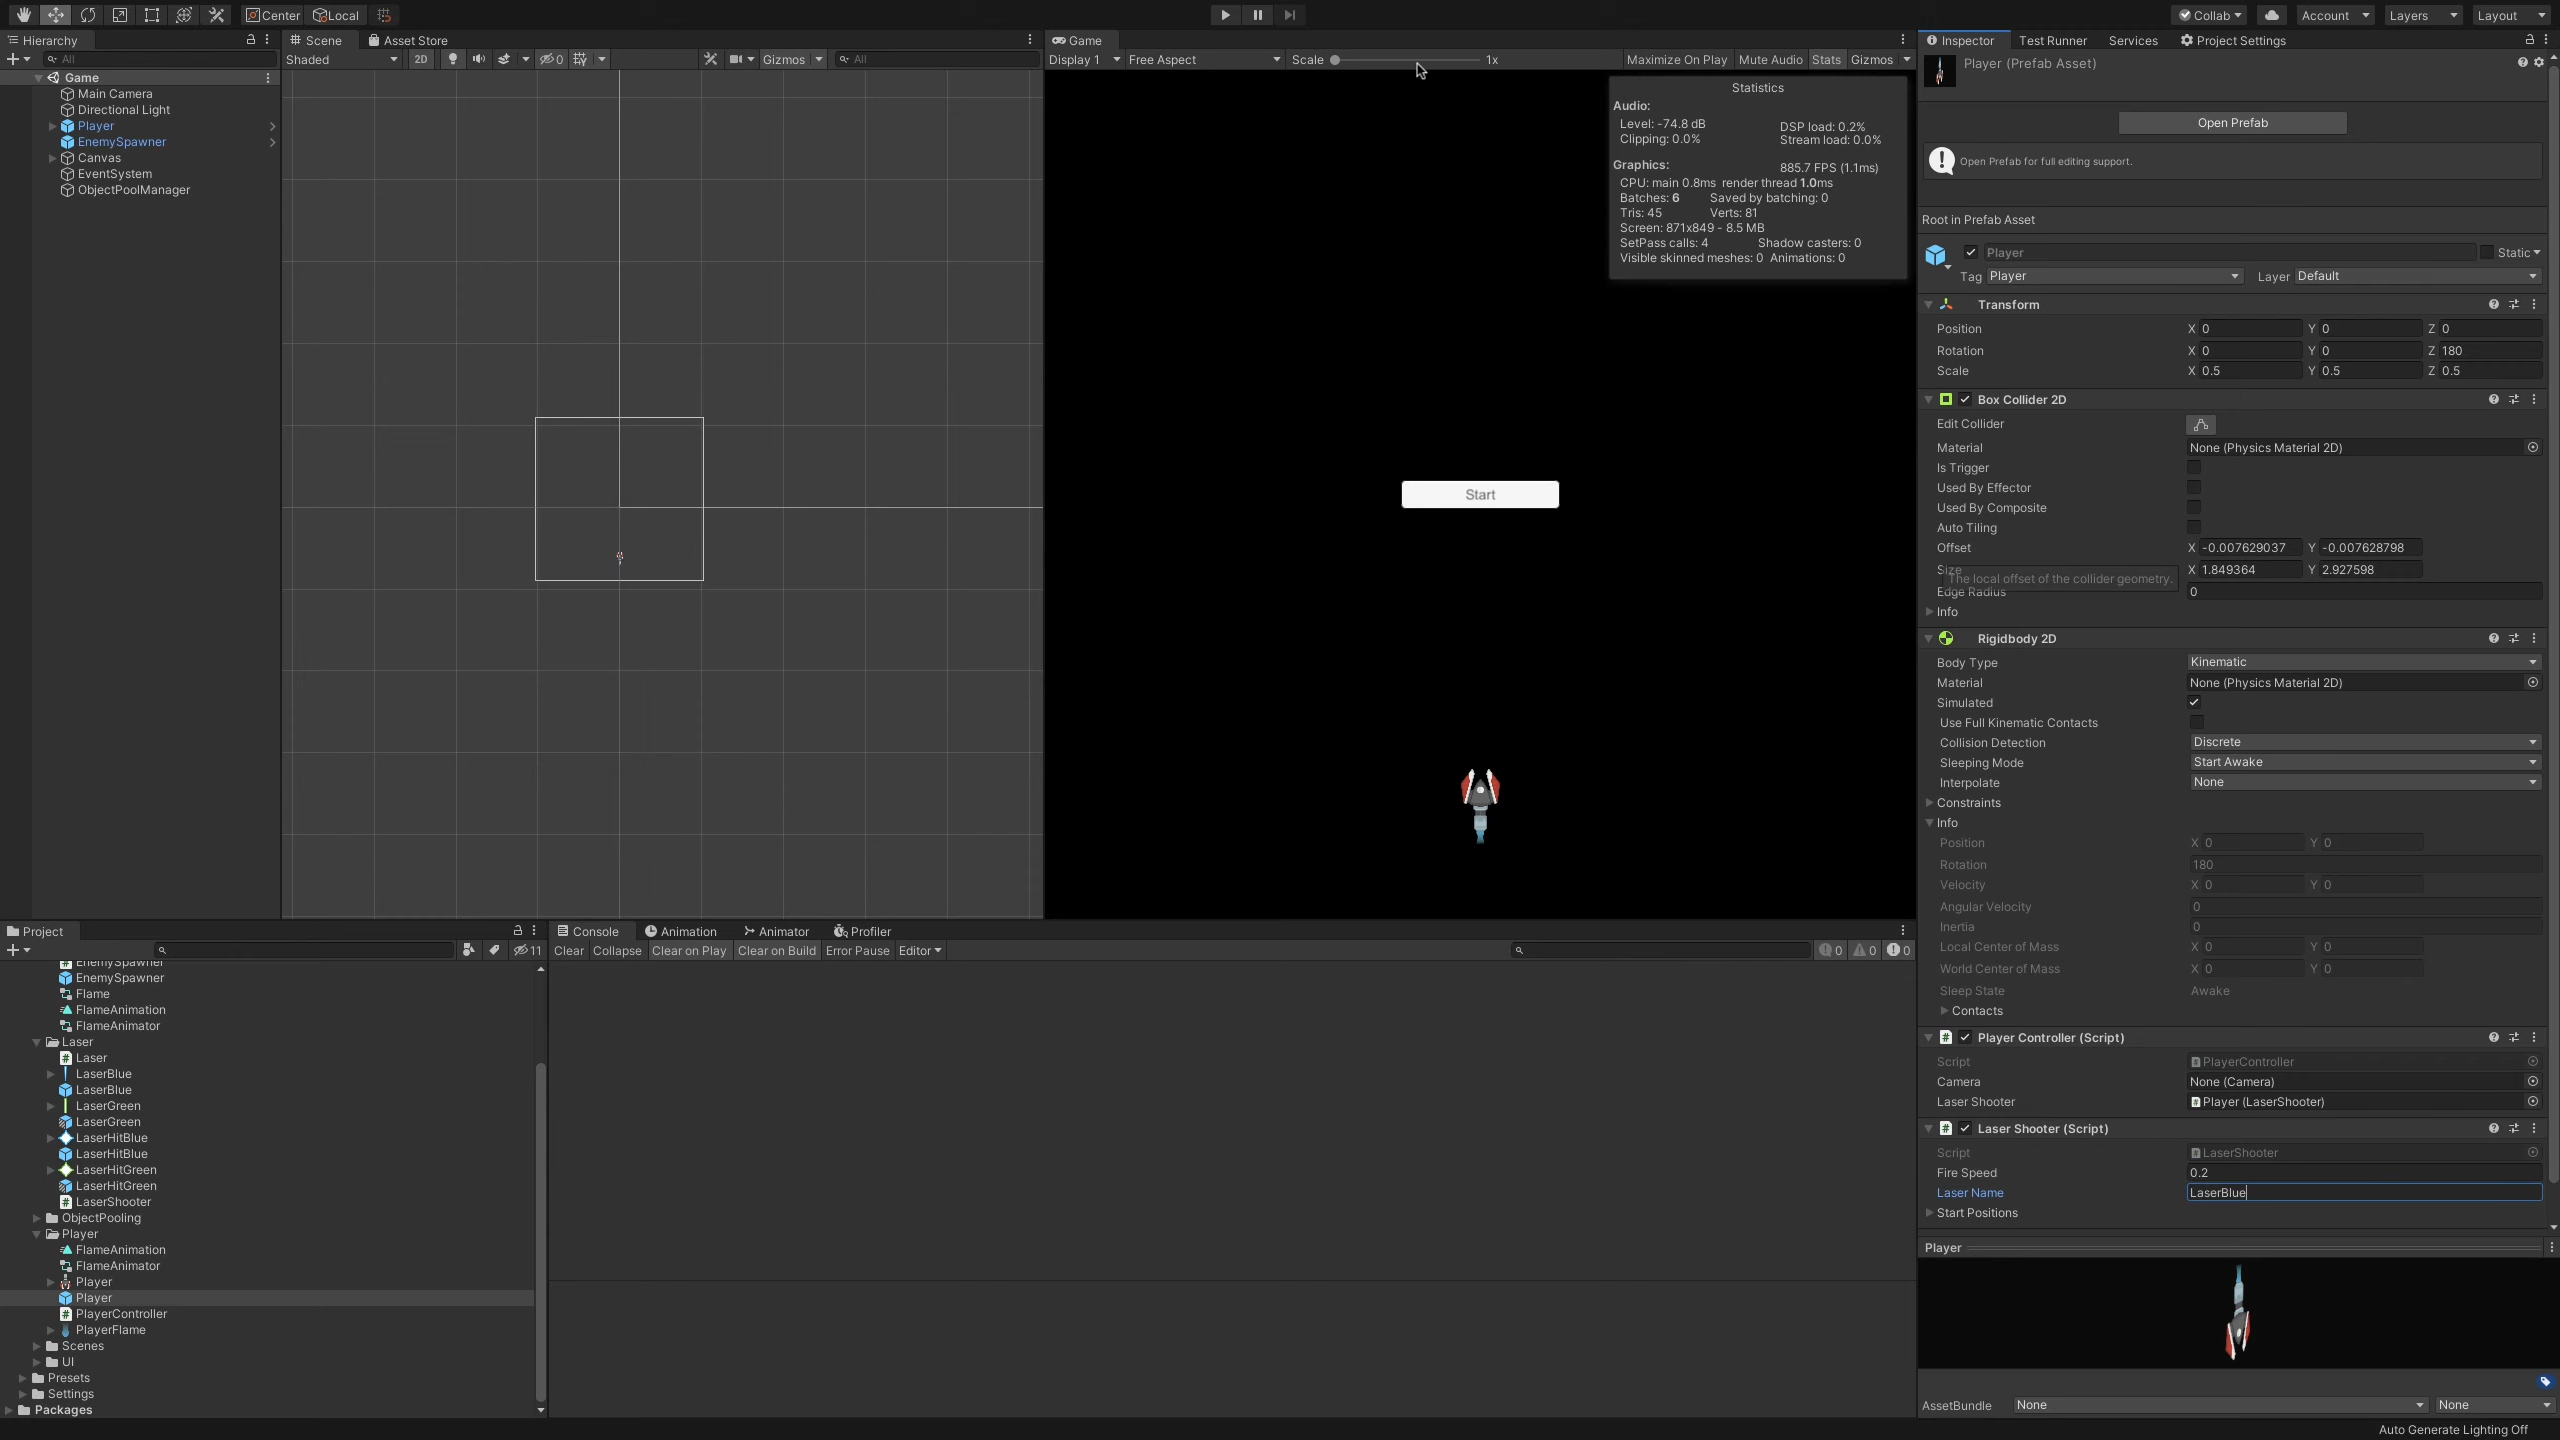 Center
Local
Collab
Account
Layers
Layout
Hierarchy
All
Game
Main Camera
Directional Light
Player
EnemySpawner
Canvas
EventSystem
ObjectPoolManager
Scene
Asset Store
Shaded
2D
0
Gizmos
All
Game
Display 1
Free Aspect
Scale
1x
Maximize On Play
Mute Audio
Stats
Gizmos
Statistics
Audio:
Level: -74.8 dB
DSP load: 0.2%
Clipping: 0.0%
Stream load: 0.0%
Graphics:
885.7 FPS (1.1ms)
CPU: main 0.8ms render thread 1.0ms
Batches: 6 Saved by batching: 0
Tris: 45 Verts: 81
Screen: 871x849 - 8.5 MB
SetPass calls: 4 Shadow casters: 0
Visible skinned meshes: 0 Animations: 0
Start
Inspector
Test Runner
Services
Project Settings
Player (Prefab Asset)
Open Prefab
Open Prefab for full editing support.
Root in Prefab Asset
Player
Static
Tag Player
Layer Default
Transform
Position X 0 Y 0 Z 0
Rotation X 0 Y 0 Z 180
Scale X 0.5 Y 0.5 Z 0.5
Box Collider 2D
Edit Collider
Material None (Physics Material 2D)
Is Trigger
Used By Effector
Used By Composite
Auto Tiling
Offset X -0.007629037 Y -0.007628798
Size X 1.849364 Y 2.927598
The local offset of the collider geometry.
Edge Radius 0
Info
Rigidbody 2D
Body Type Kinematic
Material None (Physics Material 2D)
Simulated
Use Full Kinematic Contacts
Collision Detection Discrete
Sleeping Mode Start Awake
Interpolate None
Constraints
Info
Position X 0 Y 0
Rotation 180
Velocity X 0 Y 0
Angular Velocity 0
Inertia 0
Local Center of Mass X 0 Y 0
World Center of Mass X 0 Y 0
Sleep State Awake
Contacts
Player Controller (Script)
Script PlayerController
Camera None (Camera)
Laser Shooter Player (LaserShooter)
Laser Shooter (Script)
Script LaserShooter
Fire Speed 0.2
Laser Name LaserBlue
Start Positions
Player
AssetBundle None None
Project
11
EnemySpawner
EnemySpawner
Flame
FlameAnimation
FlameAnimator
Laser
Laser
LaserBlue
LaserBlue
LaserGreen
LaserGreen
LaserHitBlue
LaserHitBlue
LaserHitGreen
LaserHitGreen
LaserShooter
ObjectPooling
Player
FlameAnimation
FlameAnimator
Player
Player
PlayerController
PlayerFlame
Scenes
UI
Presets
Settings
Packages
Console
Animation
Animator
Profiler
Clear
Collapse
Clear on Play
Clear on Build
Error Pause
Editor
0
0
0
Auto Generate Lighting Off